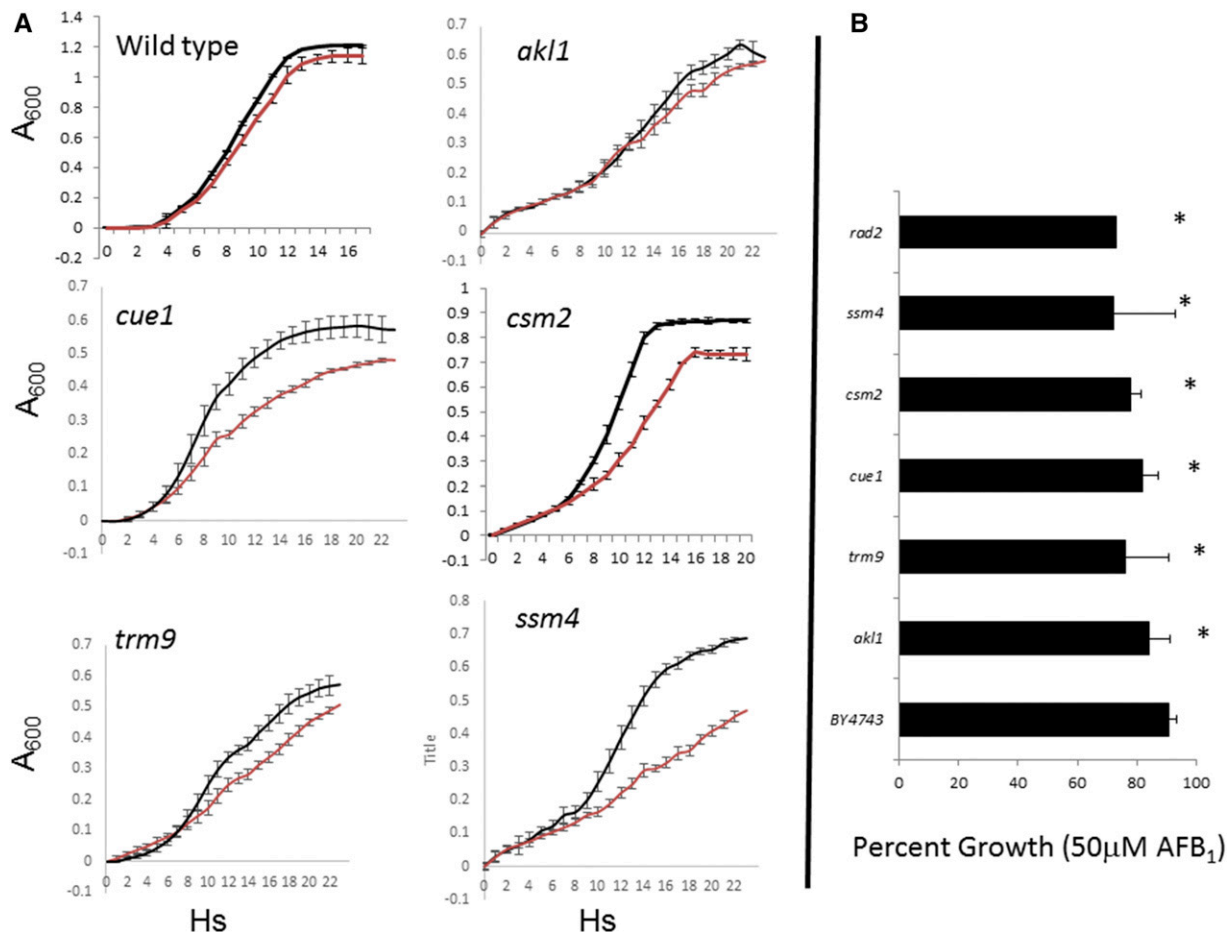 A
B
Wild type
A600
1.4
1.2
1
0.8
0.6
0.4
0.2
0
-0.2
0 2 4 6 8 10 12 14 16
akl1
0.7
0.6
0.5
0.4
0.3
0.2
0.1
0
-0.1
0 2 4 6 8 10 12 14 16 18 20 22
cue1
A600
0.7
0.6
0.5
0.4
0.3
0.2
0.1
0
-0.1
0 2 4 6 8 10 12 14 16 18 20 22
csm2
1
0.9
0.8
0.7
0.6
0.5
0.4
0.3
0.2
0.1
0
-0.1
0 2 4 6 8 10 12 14 16 18 20
trm9
A600
0.7
0.6
0.5
0.4
0.3
0.2
0.1
0
-0.1
0 2 4 6 8 10 12 14 16 18 20 22
Hs
ssm4
Title
0.8
0.7
0.6
0.5
0.4
0.3
0.2
0.1
0
-0.1
0 2 4 6 8 10 12 14 16 18 20 22
Hs
rad2 *
ssm4 *
csm2 *
cue1 *
trm9 *
akl1 *
BY4743
0 20 40 60 80 100
Percent Growth (50μM AFB1)